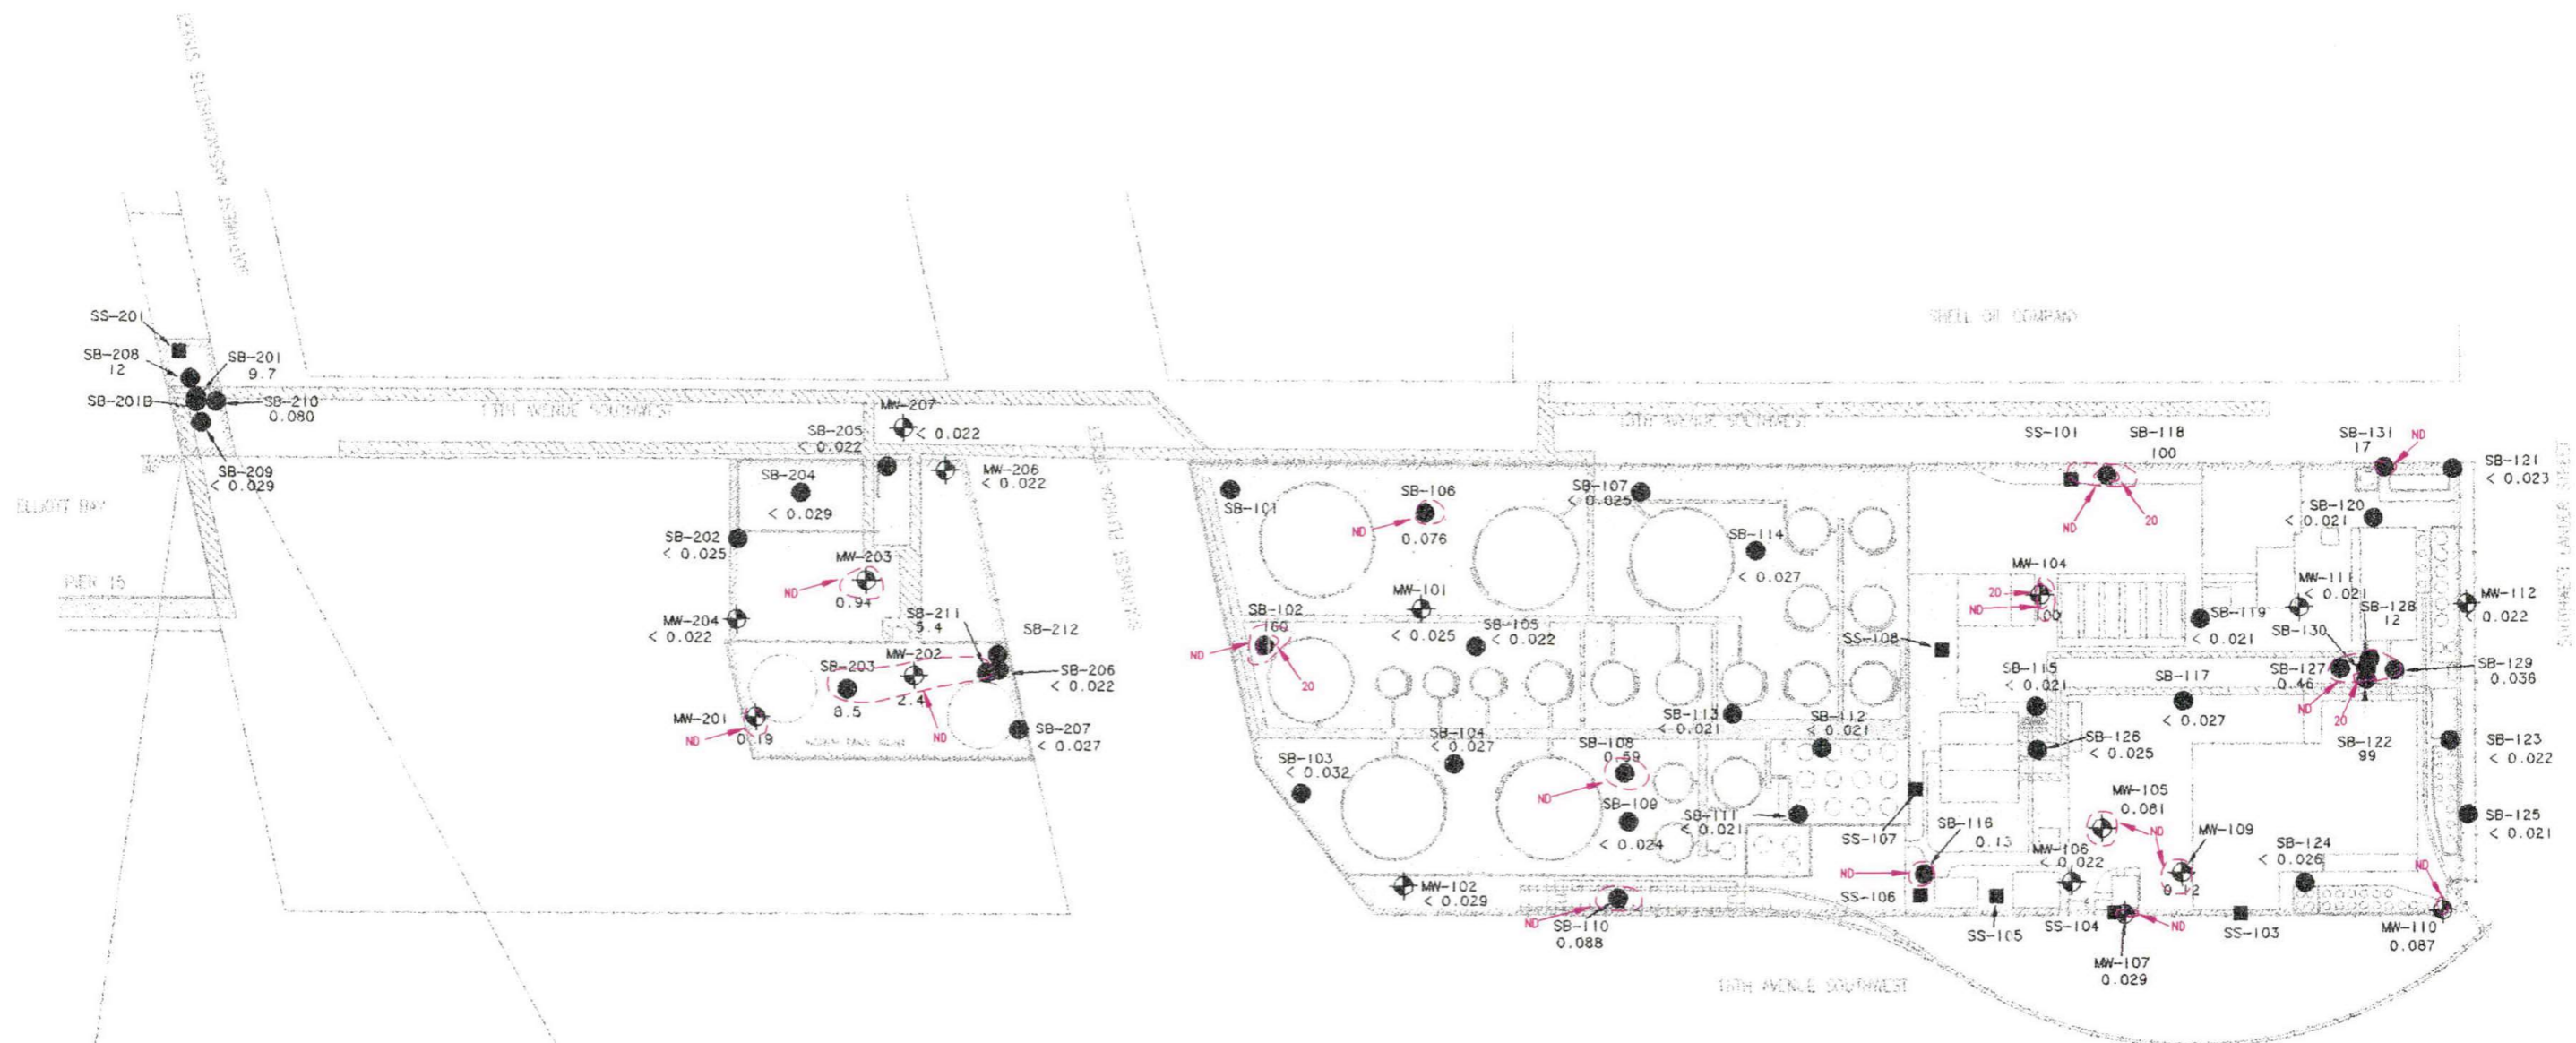 SOUTHWEST MASSACHUSETTS STREET
SHELL OIL COMPANY
SS-201
SB-208
12
SB-201
9.7
SB-201B
SB-210
0.080
SB-209
< 0.029
ELLIOTT BAY
PIER 15
13TH AVENUE SOUTHWEST
MW-207
< 0.022
SB-205
< 0.022
MW-206
< 0.022
SB-204
< 0.029
SB-202
< 0.025
MW-203
ND
0.94
MW-204
< 0.022
SB-211
5.4
SB-212
SB-206
< 0.022
MW-202
2.4
SB-203
8.5
ND
MW-201
0.19
ND
SB-207
< 0.027
SB-101
SB-106
ND
0.076
SB-107
< 0.025
SB-114
< 0.027
MW-101
< 0.025
SB-102
160
ND
20
SB-105
< 0.022
SB-113
< 0.021
SB-112
< 0.021
SB-104
< 0.027
SB-103
< 0.032
SB-108
0.59
ND
SB-109
< 0.024
SB-111
< 0.021
MW-102
< 0.029
SB-110
0.088
ND
13TH AVENUE SOUTHWEST
SS-101
SB-118
100
ND
20
SB-131
17
ND
SB-121
< 0.023
SB-120
< 0.021
MW-104
20
ND
MW-111
< 0.021
MW-112
< 0.022
SB-119
< 0.021
SB-128
12
SB-130
SB-127
0.46
ND
20
SB-129
0.036
SB-122
99
SS-108
SB-115
< 0.021
SB-117
< 0.027
SB-126
< 0.025
SB-123
< 0.022
SB-125
< 0.021
SS-107
SB-116
0.13
ND
SS-106
MW-105
0.081
ND
MW-109
0.12
MW-106
< 0.022
SB-124
< 0.026
ND
MW-110
0.087
SS-105
SS-104
ND
SS-103
MW-107
0.029